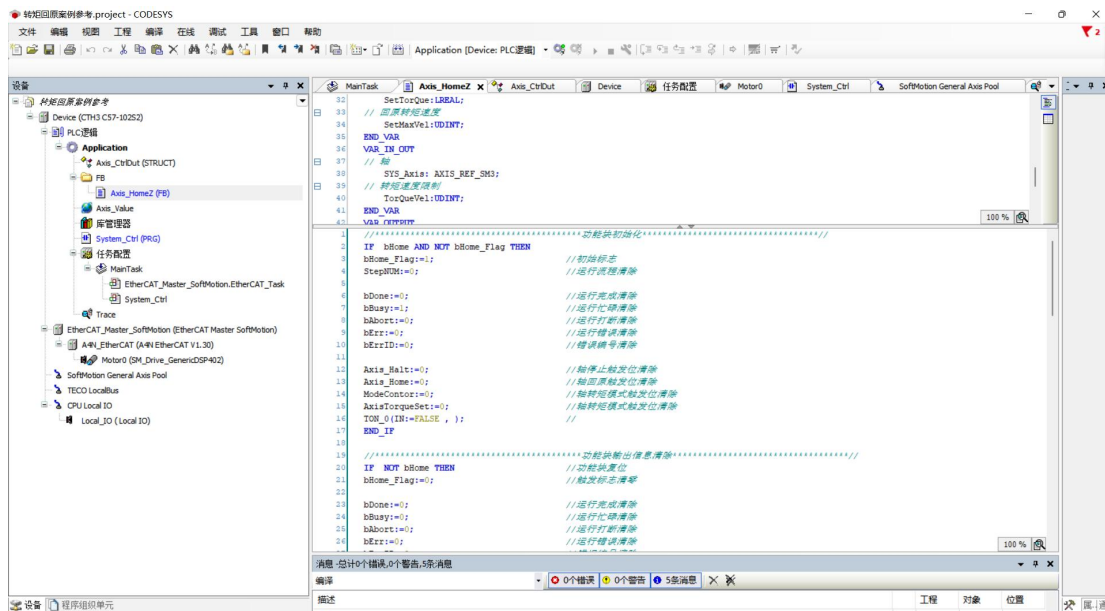 转矩回原案例参考.project - CODESYS
文件 编辑 视图 工程 编译 在线 调试 工具 窗口 帮助
2
Application [Device: PLC逻辑]
设备
转矩回原案例参考
Device (CTH3 C57-102S2)
PLC逻辑
Application
Axis_CtrlDut (STRUCT)
FB
Axis_HomeZ (FB)
Axis_Value
库管理器
System_Ctrl (PRG)
任务配置
MainTask
EtherCAT_Master_SoftMotion.EtherCAT_Task
System_Ctrl
Trace
EtherCAT_Master_SoftMotion (EtherCAT Master SoftMotion)
A4N_EtherCAT (A4N EtherCAT V1.30)
Motor0 (SM_Drive_GenericDSP402)
SoftMotion General Axis Pool
TECO LocalBus
CPU Local IO
Local_IO (Local IO)
设备 程序组织单元
MainTask Axis_HomeZ Axis_CtrlDut Device 任务配置 Motor0 System_Ctrl SoftMotion General Axis Pool
32 SetTorQue:LREAL;
33 // 回原转矩速度
34 SetMaxVel:UDINT;
35 END_VAR
36 VAR_IN_OUT
37 // 轴
38 SYS_Axis: AXIS_REF_SM3;
39 // 转矩速度限制
40 TorQueVel:UDINT;
41 END_VAR
42 VAR OUTPUT
100 %
1 //****************************************功能块初始化**********************************//
2 IF bHome AND NOT bHome_Flag THEN
3 bHome_Flag:=1; //初始标志
4 StepNUM:=0; //运行流程清除
5
6 bDone:=0; //运行完成清除
7 bBusy:=1; //运行忙碌清除
8 bAbort:=0; //运行打断清除
9 bErr:=0; //运行错误清除
10 bErrID:=0; //错误编号清除
11
12 Axis_Halt:=0; //轴停止触发位清除
13 Axis_Home:=0; //轴回原触发位清除
14 ModeContor:=0; //轴转矩模式触发位清除
15 AxisTorqueSet:=0; //轴转矩模式触发位清除
16 TON_0(IN:=FALSE , ); //
17 END_IF
18
19 //****************************************功能块输出信息清除**********************************//
20 IF NOT bHome THEN //功能块复位
21 bHome_Flag:=0; //触发标志清零
22
23 bDone:=0; //运行完成清除
24 bBusy:=0; //运行忙碌清除
25 bAbort:=0; //运行打断清除
26 bErr:=0; //运行错误清除
100 %
消息 -总计0个错误,0个警告,5条消息
编译 0个错误 0个警告 5条消息
描述 工程 对象 位置